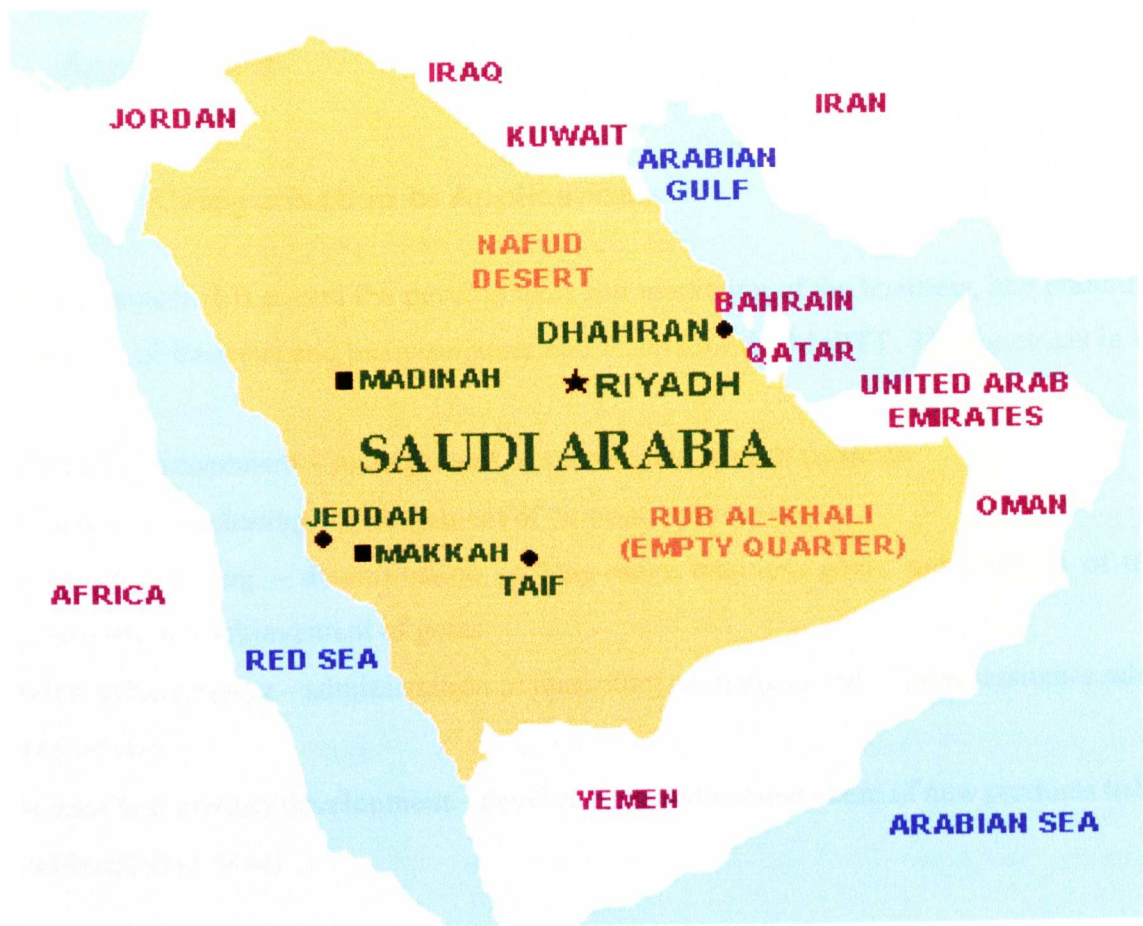 IRAQ
IRAN
JORDAN
KUWAIT
ARABIAN
GULF
NAFUD
DESERT
BAHRAIN
DHAHRAN
QATAR
MADINAH
RIYADH
UNITED ARAB
EMIRATES
SAUDI ARABIA
OMAN
JEDDAH
RUB AL-KHALI
(EMPTY QUARTER)
MAKKAH
TAIF
AFRICA
RED SEA
YEMEN
ARABIAN SEA